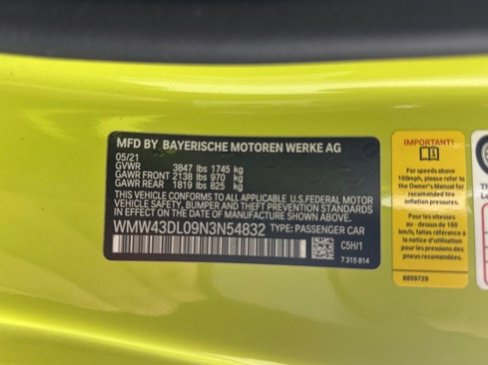 MFD BY BAYERISCHE MOTOREN WERKE AG
05/21
GVWR 3847 lbs 1745 kg
GAWR FRONT 2138 lbs 970 kg
GAWR REAR 1819 lbs 825 kg
THIS VEHICLE CONFORMS TO ALL APPLICABLE U.S.FEDERAL MOTOR
VEHICLE SAFETY, BUMPER AND THEFT PREVENTION STANDARDS
IN EFFECT ON THE DATE OF MANUFACTURE SHOWN ABOVE.
WMW43DL09N3N54832 TYPE: PASSENGER CAR
C5H/1
7 315 814
IMPORTANT!
For speeds above
100mph, please refer to
the Owner's Manual for
recomended tire
inflation pressures.
Pour les vitesses
au - dessus de 160
km/h, faites référence à
la notice d'utilisation
pour les pressions de
pneus recomandées.
6859729